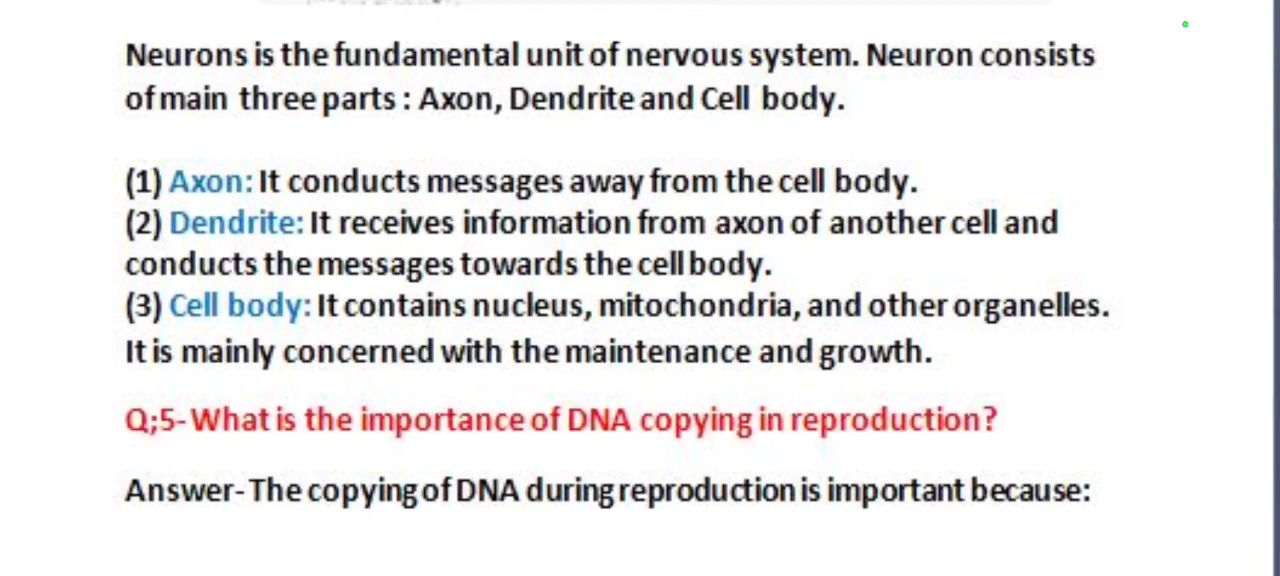 Neurons is the fundamental unit of nervous system. Neuron consists
of main three parts : Axon, Dendrite and Cell body.
(1) Axon: It conducts messages away from the cell body.
(2) Dendrite: It receives information from axon of another cell and
conducts the messages towards the cell body.
(3) Cell body: It contains nucleus, mitochondria, and other organelles.
It is mainly concerned with the maintenance and growth.
Q;5- What is the importance of DNA copying in reproduction?
Answer- The copying of DNA during reproduction is important because: